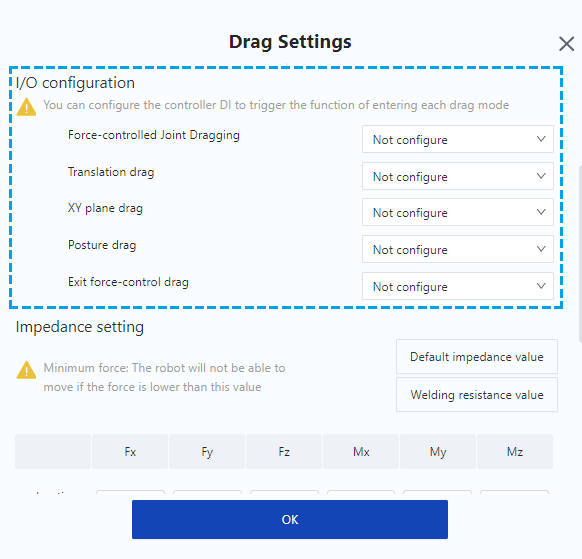 Drag Settings
I/O configuration
You can configure the controller DI to trigger the function of entering each drag mode
Force-controlled Joint Dragging
Not configure
Translation drag
Not configure
XY plane drag
Not configure
Posture drag
Not configure
Exit force-control drag
Not configure
Impedance setting
Default impedance value
Minimum force: The robot will not be able to
move if the force is lower than this value
Welding resistance value
Fx Fy Fz Mx My Mz
OK